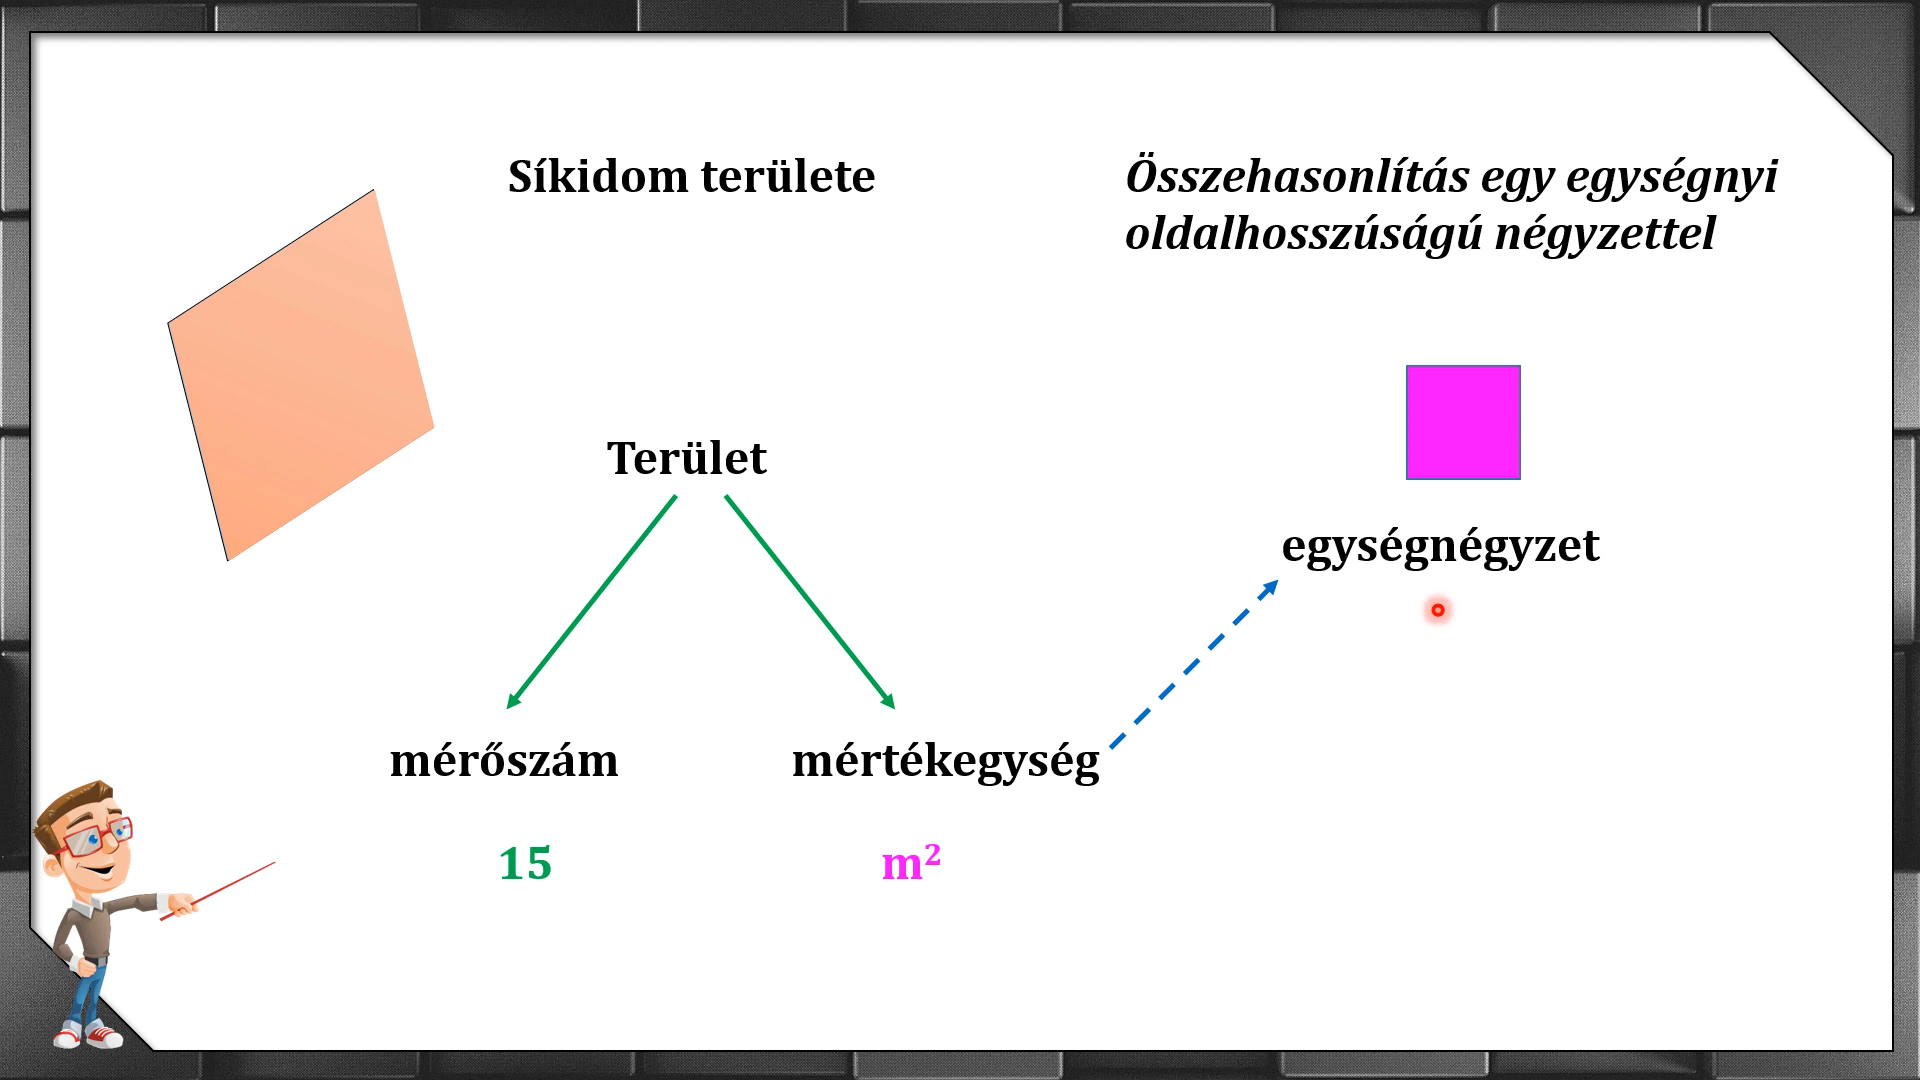 Síkidom területe
Összehasonlítás egy egységnyi
oldalhosszúságú négyzettel
Terület
egységnégyzet
mérőszám
mértékegység
15
m²